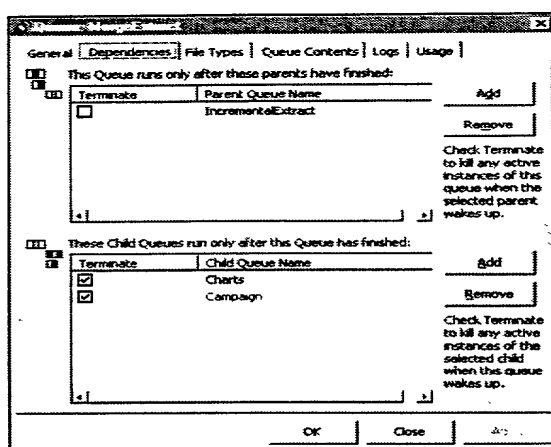 General Dependencies File Types Queue Contents Logs Usage
This Queue runs only after these parents have finished:
Terminate Parent Queue Name
IncrementalExtract
Add
Remove
Check Terminate
to kill any active
instances of this
queue when the
selected parent
wakes up.
These Child Queues run only after this Queue has finished:
Terminate Child Queue Name
Charts
Campaign
Add
Remove
Check Terminate
to kill any active
instances of the
selected child
when this queue
wakes up.
OK Close